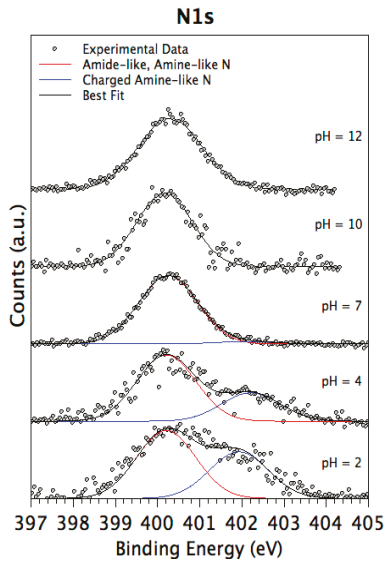 N1s
Experimental Data
Amide-like, Amine-like N
Charged Amine-like N
Best Fit
pH = 12
pH = 10
pH = 7
pH = 4
pH = 2
Counts (a.u.)
397 398 399 400 401 402 403 404 405
Binding Energy (eV)